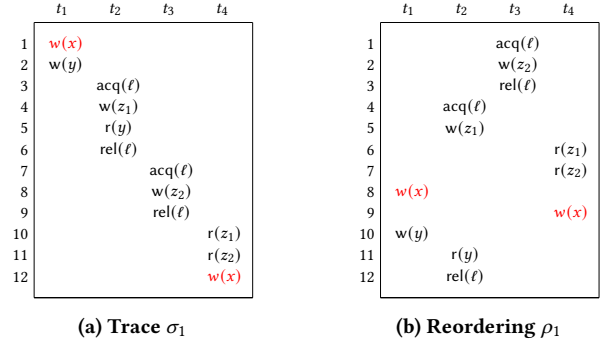 t₁ t₂ t₃ t₄
1 w(x)
2 w(y)
3 acq(ℓ)
4 w(z₁)
5 r(y)
6 rel(ℓ)
7 acq(ℓ)
8 w(z₂)
9 rel(ℓ)
10 r(z₁)
11 r(z₂)
12 w(x)
(a) Trace σ₁
t₁ t₂ t₃ t₄
1 acq(ℓ)
2 w(z₂)
3 rel(ℓ)
4 acq(ℓ)
5 w(z₁)
6 r(z₁)
7 r(z₂)
8 w(x)
9 w(x)
10 w(y)
11 r(y)
12 rel(ℓ)
(b) Reordering ρ₁